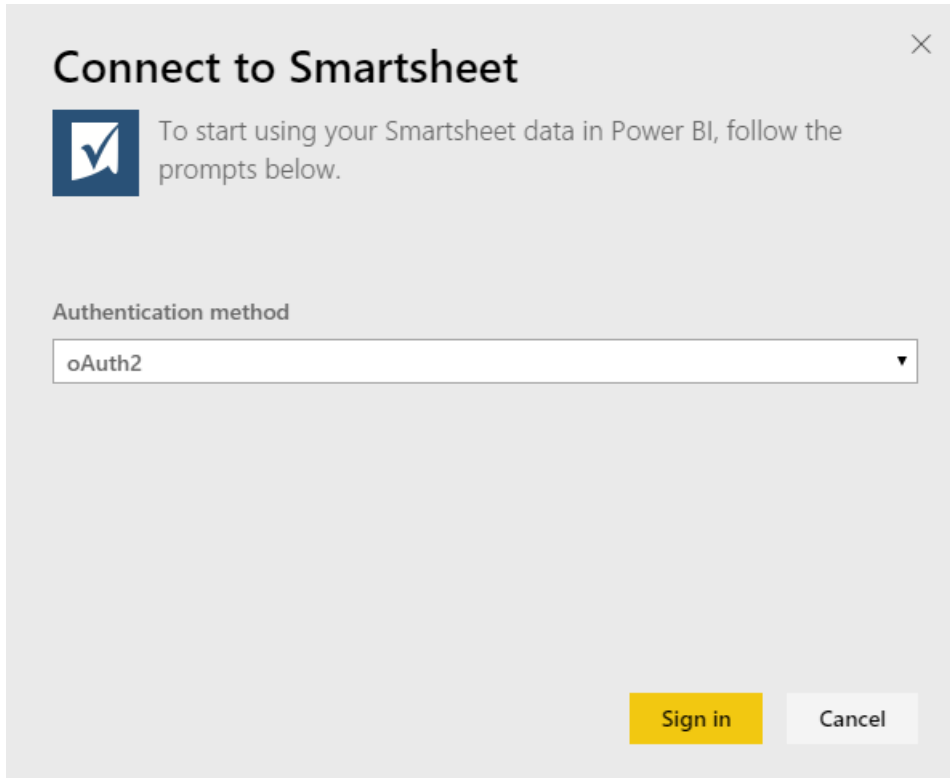 Connect to Smartsheet
To start using your Smartsheet data in Power BI, follow the
prompts below.
Authentication method
oAuth2
Sign in
Cancel